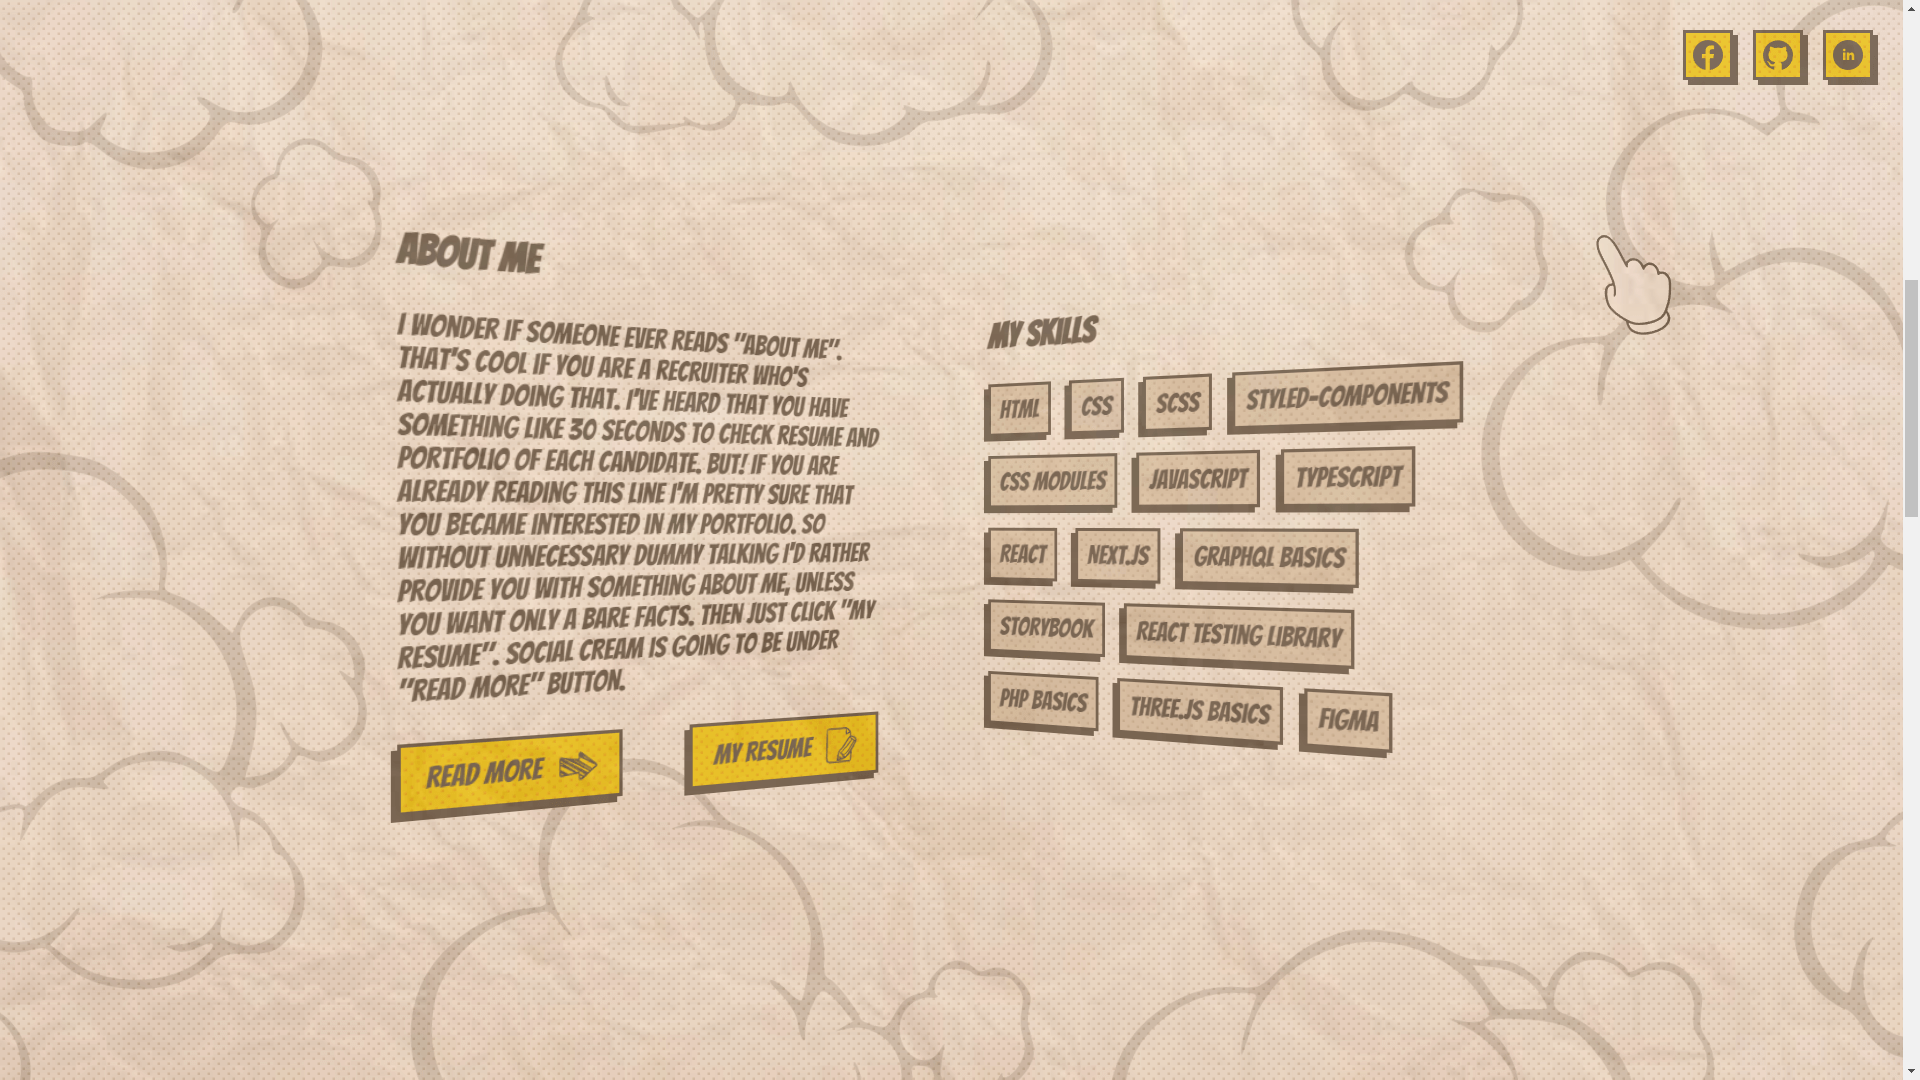 ABOUT ME
I WONDER IF SOMEONE EVER READS "ABOUT ME".
THAT'S COOL IF YOU ARE A RECRUITER WHO'S
ACTUALLY DOING THAT. I'VE HEARD THAT YOU HAVE
SOMETHING LIKE 30 SECONDS TO CHECK RESUME AND
PORTFOLIO OF EACH CANDIDATE. BUT! IF YOU ARE
ALREADY READING THIS LINE I'M PRETTY SURE THAT
YOU BECAME INTERESTED IN MY PORTFOLIO. SO
WITHOUT UNNECESSARY DUMMY TALKING I'D RATHER
PROVIDE YOU WITH SOMETHING ABOUT ME, UNLESS
YOU WANT ONLY A BARE FACTS. THEN JUST CLICK "MY
RESUME". SOCIAL CREAM IS GOING TO BE UNDER
"READ MORE" BUTTON.
READ MORE
MY RESUME
MY SKILLS
HTML CSS SCSS STYLED-COMPONENTS
CSS MODULES JAVASCRIPT TYPESCRIPT
REACT NEXT.JS GRAPHQL BASICS
STORYBOOK REACT TESTING LIBRARY
PHP BASICS THREE.JS BASICS FIGMA
in